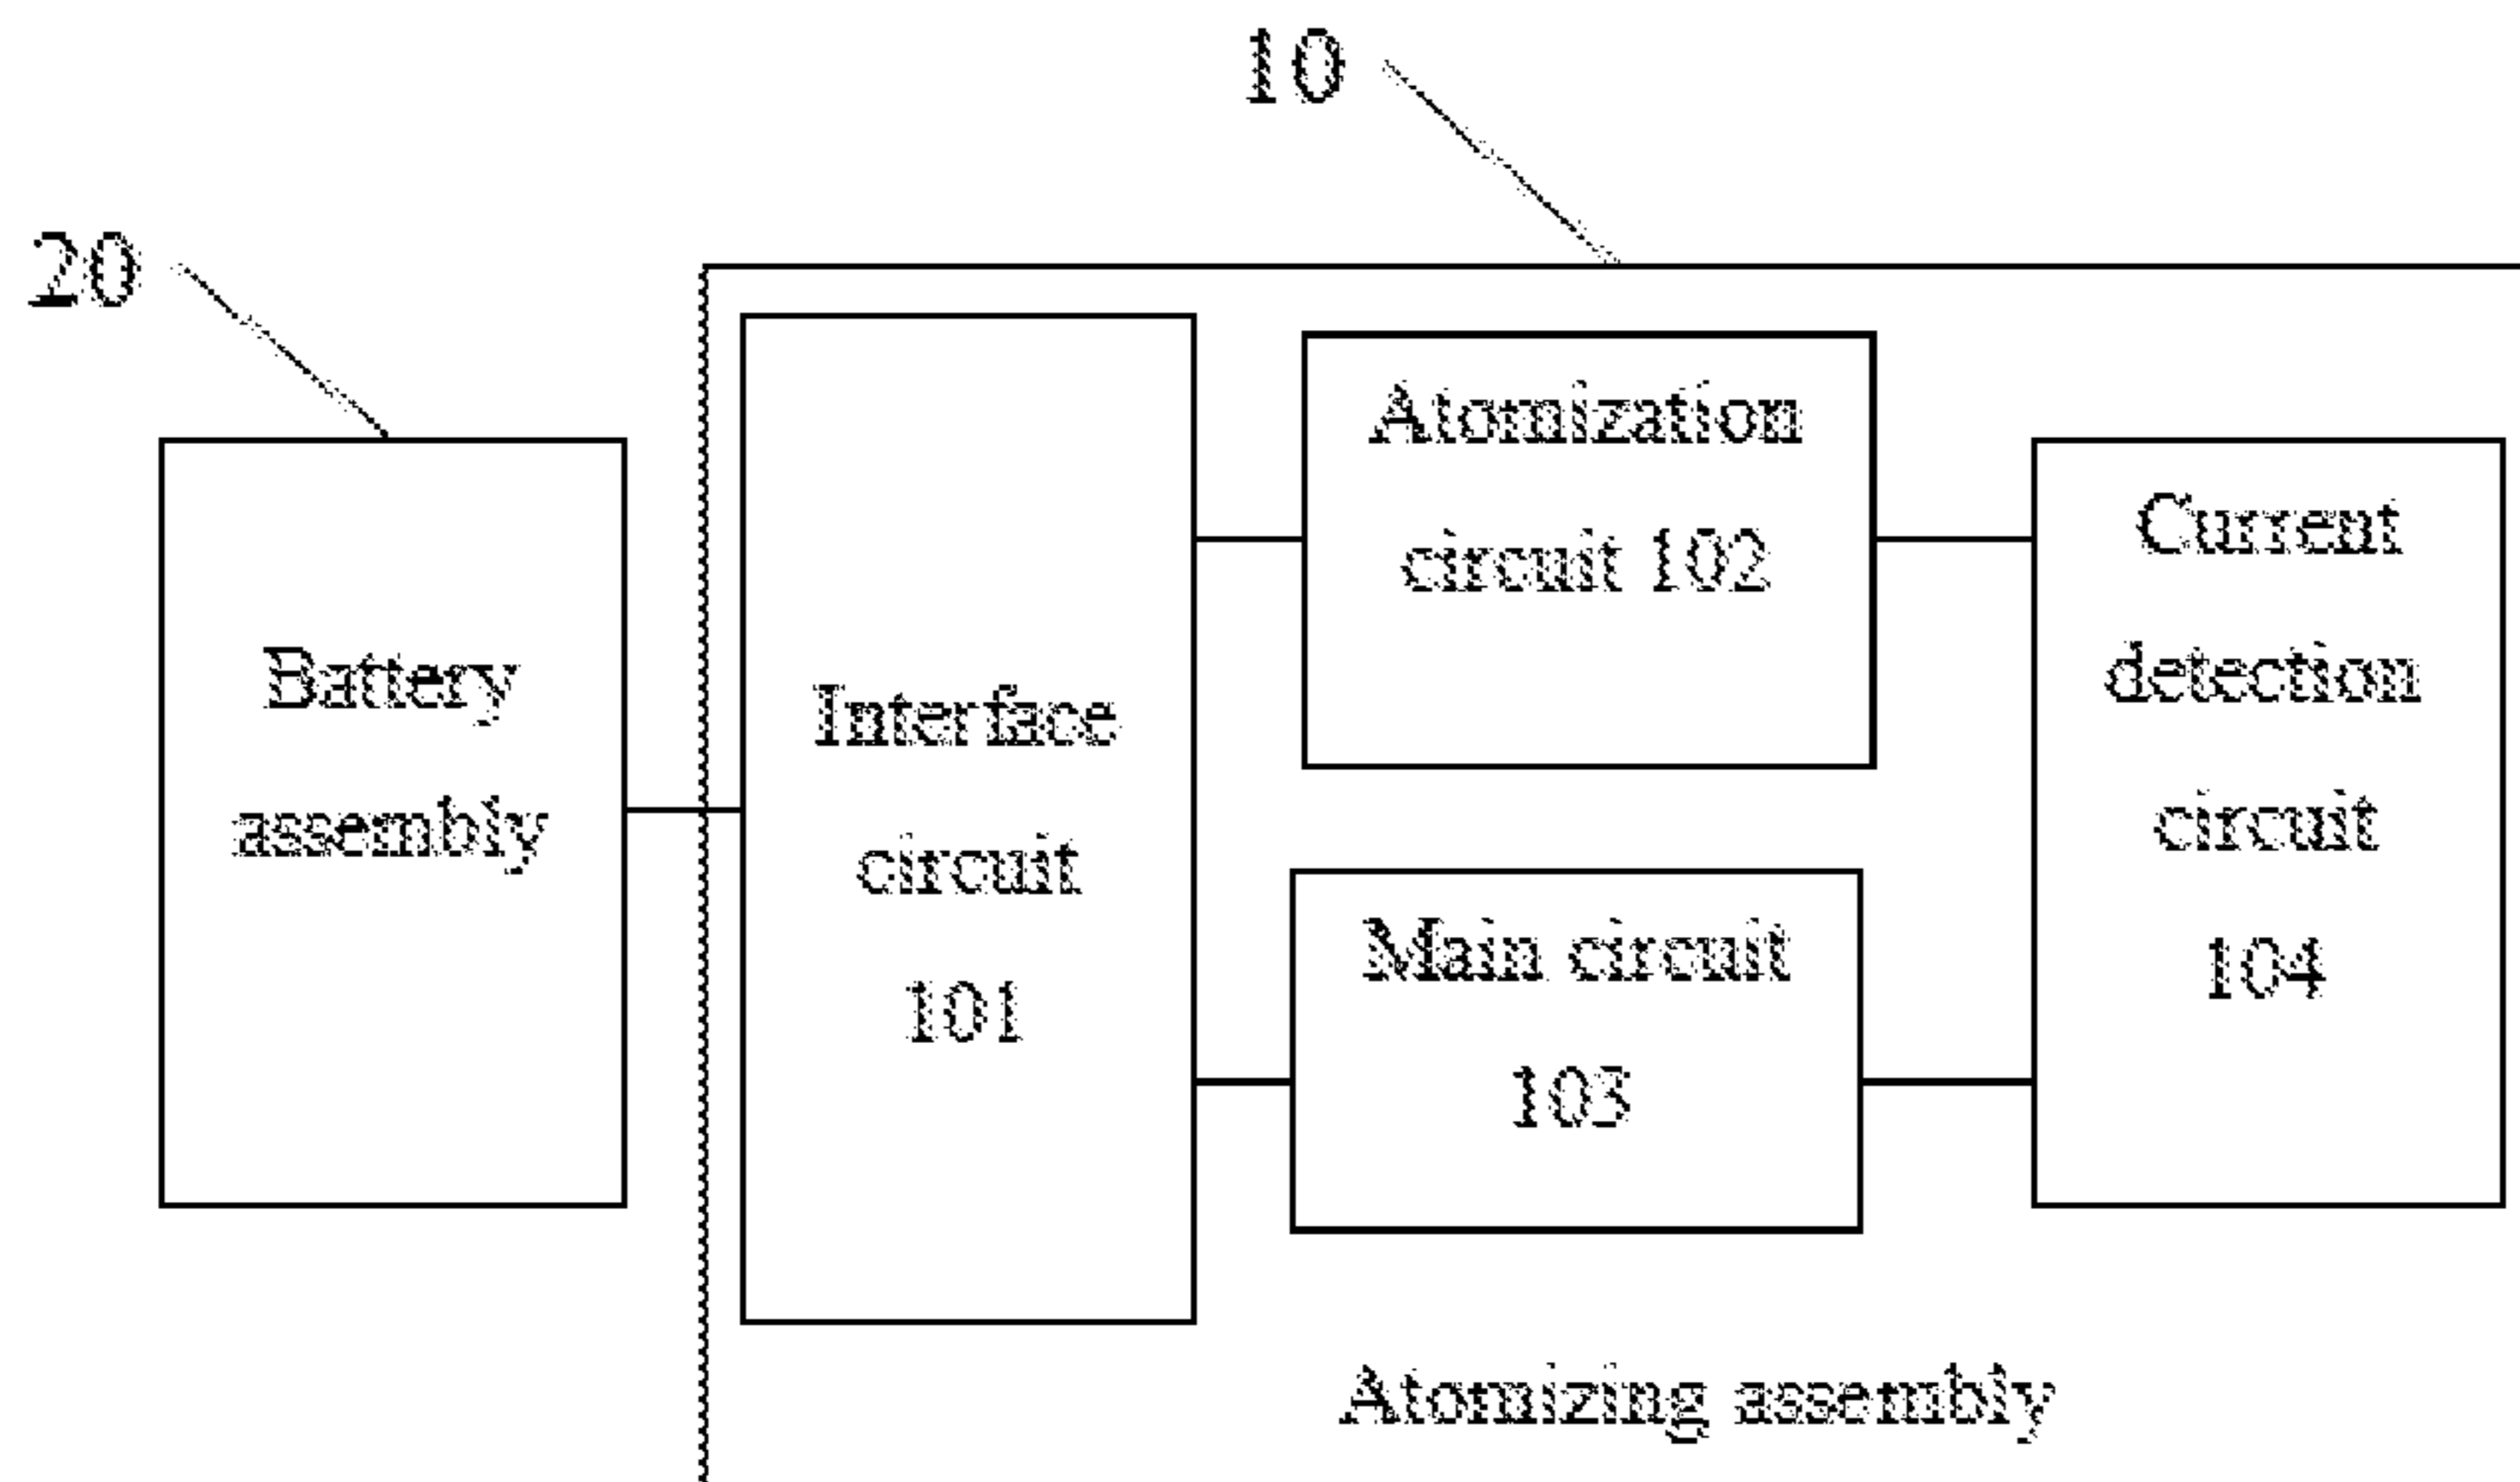 10
20
Battery
assembly
Interface
circuit
101
Atomization
circuit 102
Main circuit
103
Current
detection
circuit
104
Atomizing assembly